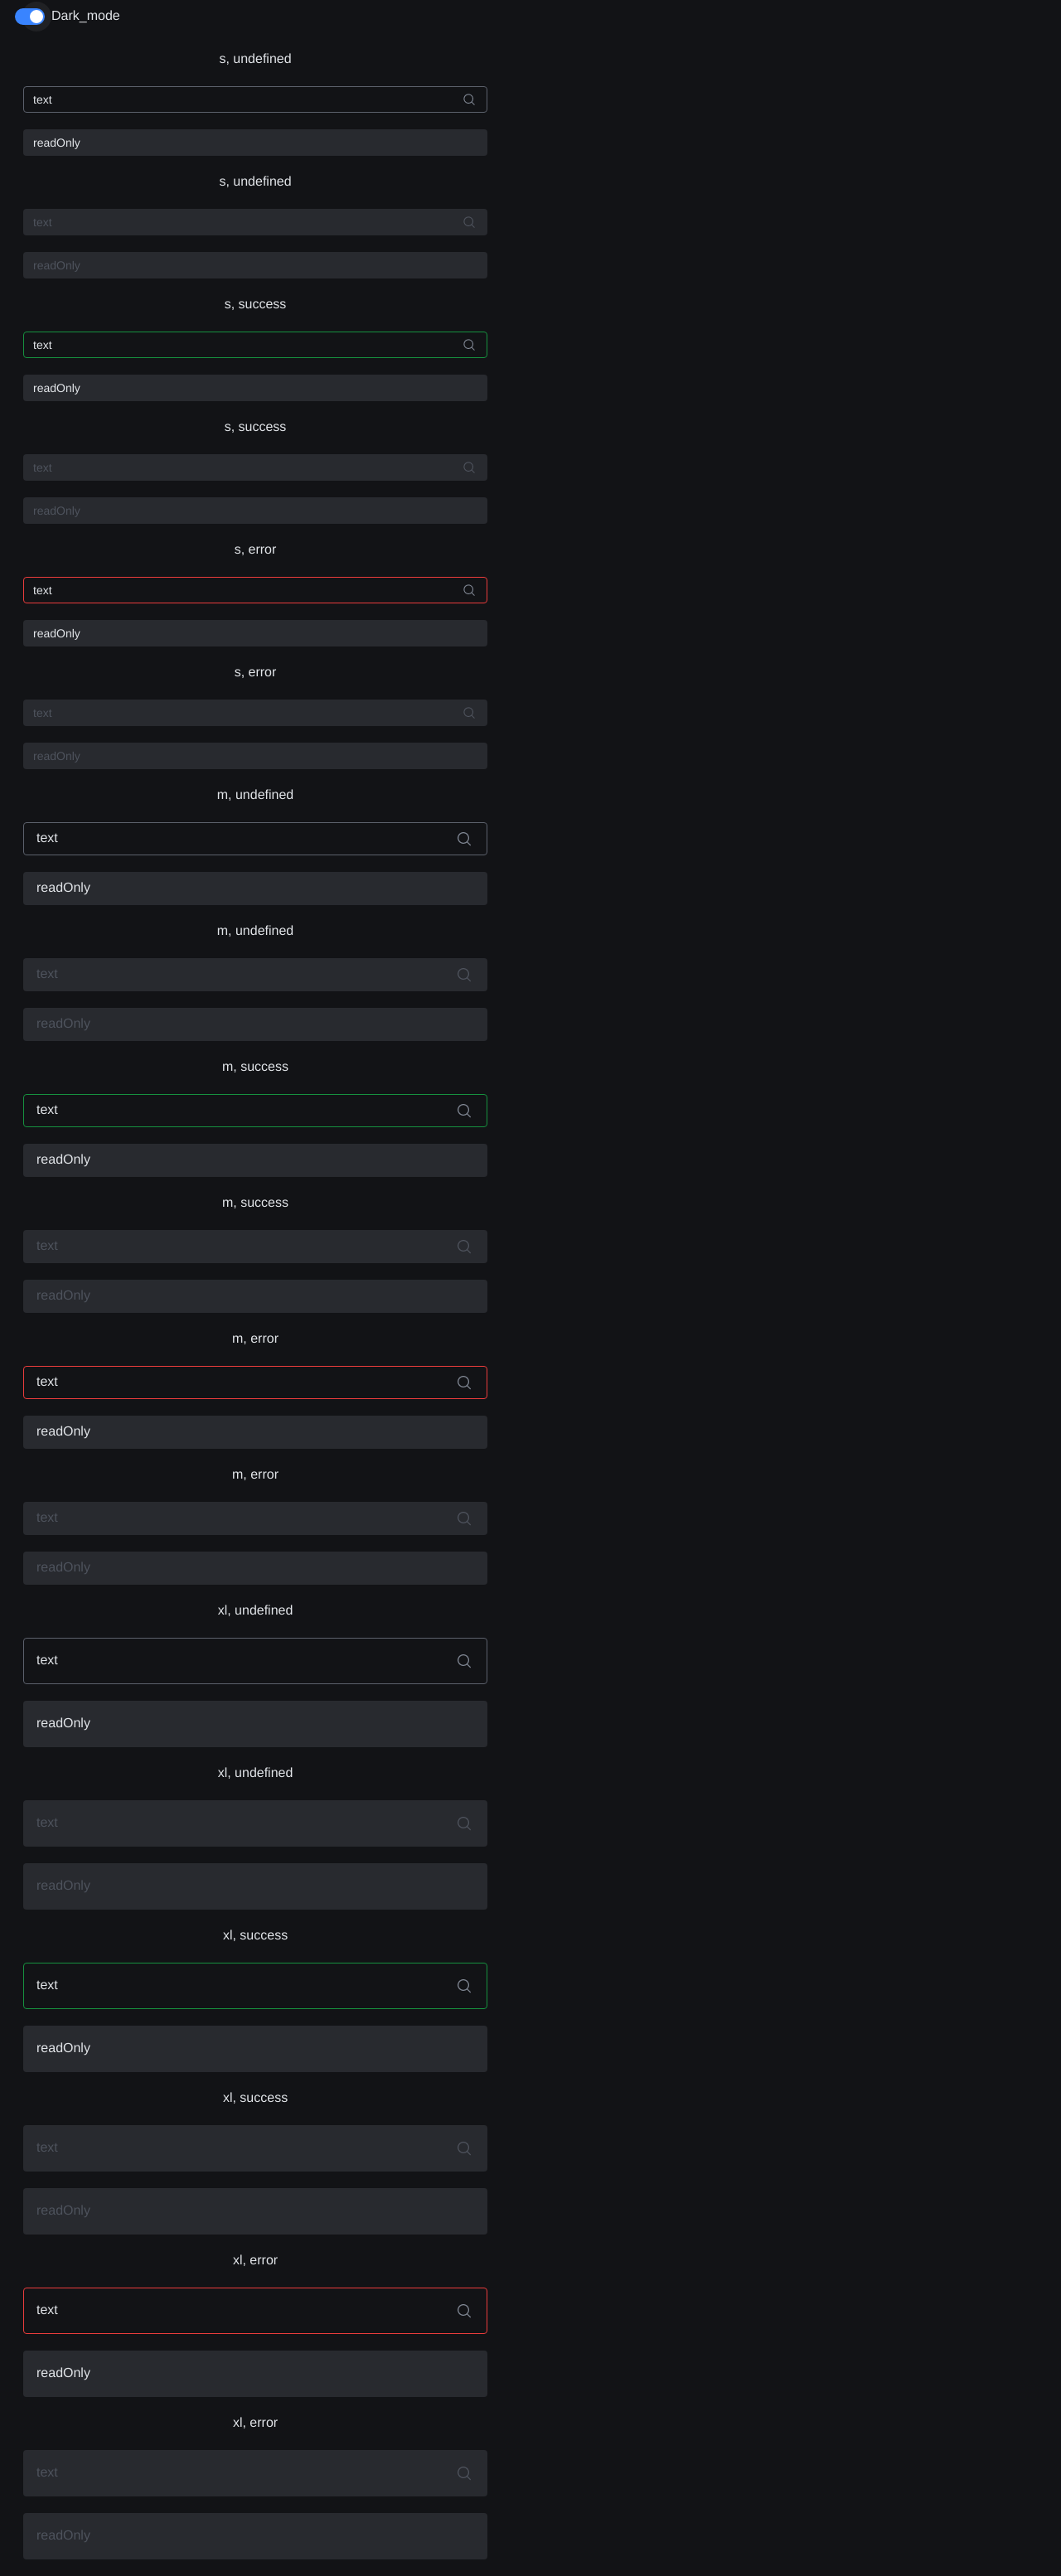 Dark_mode
s, undefined
text
readOnly
s, undefined
text
readOnly
s, success
text
readOnly
s, success
text
readOnly
s, error
text
readOnly
s, error
text
readOnly
m, undefined
text
readOnly
m, undefined
text
readOnly
m, success
text
readOnly
m, success
text
readOnly
m, error
text
readOnly
m, error
text
readOnly
xl, undefined
text
readOnly
xl, undefined
text
readOnly
xl, success
text
readOnly
xl, success
text
readOnly
xl, error
text
readOnly
xl, error
text
readOnly